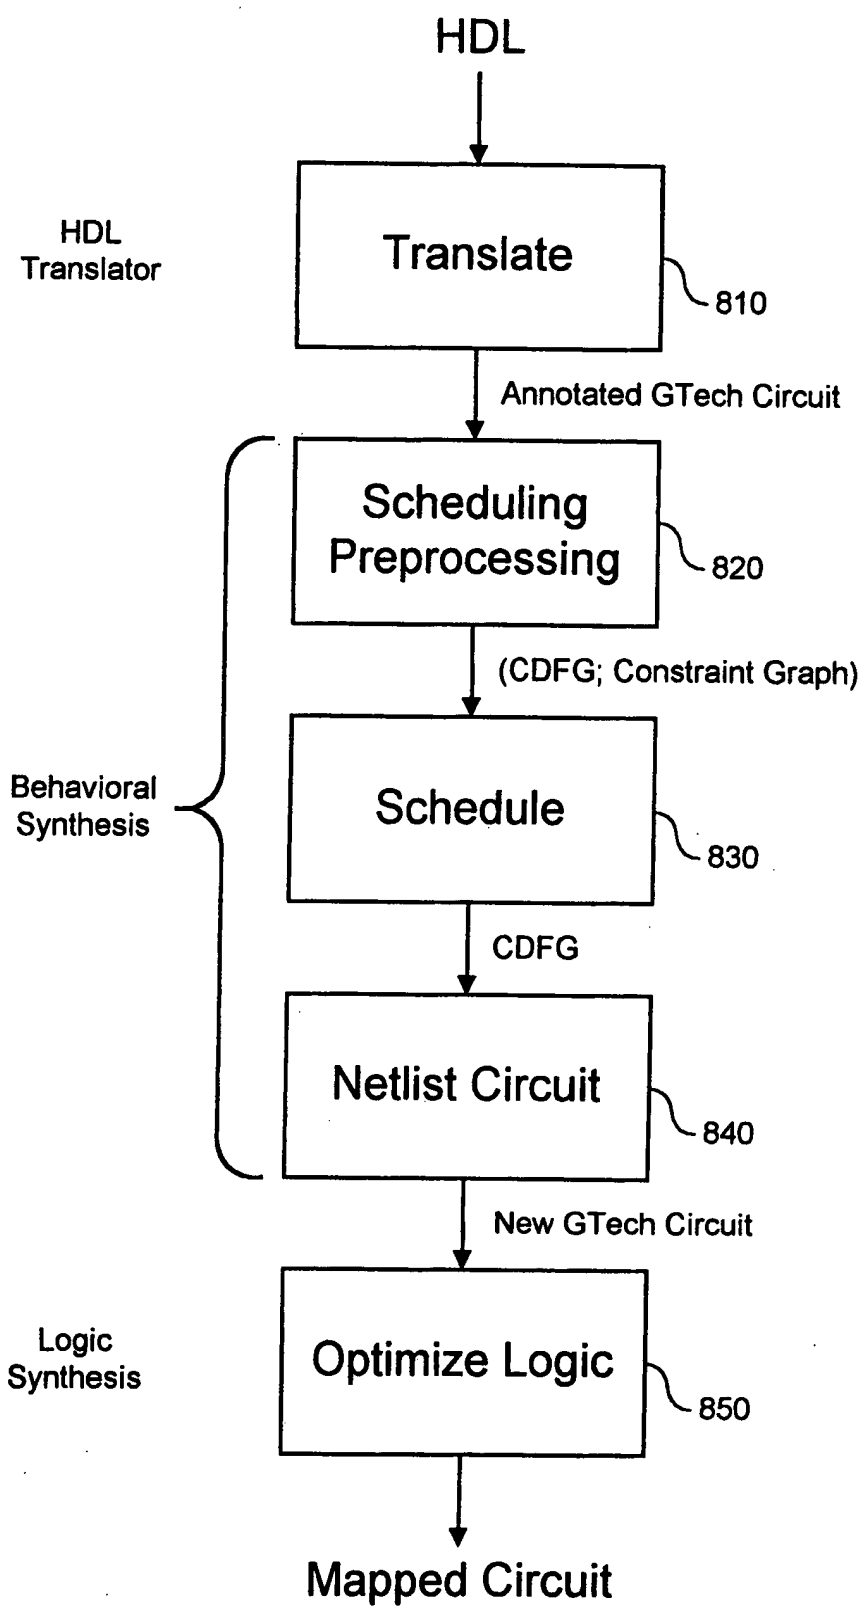 HDL
HDL
Translator
Translate
810
Annotated GTech Circuit
Scheduling
Preprocessing
820
(CDFG; Constraint Graph)
Behavioral
Synthesis
Schedule
830
CDFG
Netlist Circuit
840
New GTech Circuit
Logic
Synthesis
Optimize Logic
850
Mapped Circuit